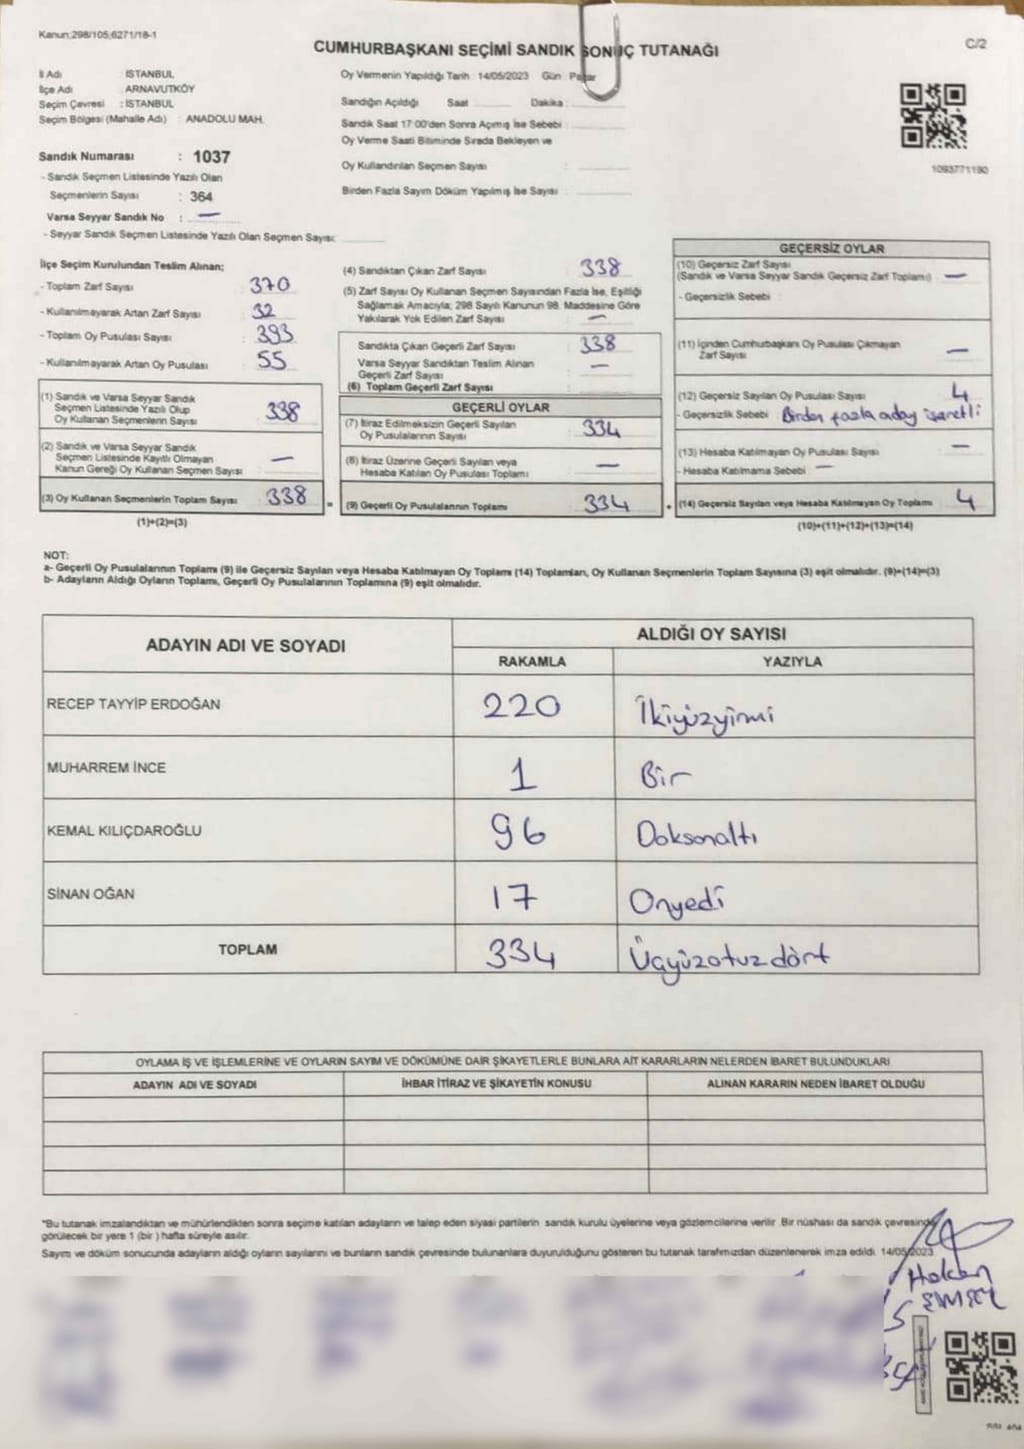 Kanun;298/105;6271/18-1
CUMHURBAŞKANI SEÇİMİ SANDIK SONUÇ TUTANAĞI
C/2
İl Adı : İSTANBUL
İlçe Adı : ARNAVUTKÖY
Seçim Çevresi : İSTANBUL
Seçim Bölgesi (Mahalle Adı) : ANADOLU MAH.
Sandık Numarası : 1037
- Sandık Seçmen Listesinde Yazılı Olan
Seçmenlerin Sayısı : 364
Varsa Seyyar Sandık No : —
- Seyyar Sandık Seçmen Listesinde Yazılı Olan Seçmen Sayısı:
Oy Vermenin Yapıldığı Tarih : 14/05/2023 Gün : Pazar
Sandığın Açıldığı Saat Dakika :
Sandık Saat 17:00'den Sonra Açımış İse Sebebi :
Oy Verme Saati Bitiminde Sırada Bekleyen ve
Oy Kullandırılan Seçmen Sayısı :
Birden Fazla Sayım Döküm Yapılmış İse Sayısı :
1093771190
İlçe Seçim Kurulundan Teslim Alınan;
- Toplam Zarf Sayısı : 370
- Kullanılmayarak Artan Zarf Sayısı : 32
- Toplam Oy Pusulası Sayısı : 393
- Kullanılmayarak Artan Oy Pusulası : 55
(1) Sandık ve Varsa Seyyar Sandık
Seçmen Listesinde Yazılı Olup
Oy Kullanan Seçmenlerin Sayısı : 338
(2) Sandık ve Varsa Seyyar Sandık
Seçmen Listesinde Kayıtlı Olmayan
Kanun Gereği Oy Kullanan Seçmen Sayısı : —
(3) Oy Kullanan Seçmenlerin Toplam Sayısı : 338
(1)+(2)=(3)
(4) Sandıktan Çıkan Zarf Sayısı : 338
(5) Zarf Sayısı Oy Kullanan Seçmen Sayısından Fazla İse, Eşitliği
Sağlamak Amacıyla; 298 Sayılı Kanunun 98. Maddesine Göre
Yakılarak Yok Edilen Zarf Sayısı : —
Sandıkta Çıkan Geçerli Zarf Sayısı : 338
Varsa Seyyar Sandıktan Teslim Alınan
Geçerli Zarf Sayısı : —
(6) Toplam Geçerli Zarf Sayısı :
GEÇERLİ OYLAR
(7) İtiraz Edilmeksizin Geçerli Sayılan
Oy Pusulalarının Sayısı : 334
(8) İtiraz Üzerine Geçerli Sayılan veya
Hesaba Katılan Oy Pusulası Toplamı : —
= (9) Geçerli Oy Pusulalarının Toplamı : 334
GEÇERSİZ OYLAR
(10) Geçersiz Zarf Sayısı
(Sandık ve Varsa Seyyar Sandık Geçersiz Zarf Toplamı) : —
- Geçersizlik Sebebi :
(11) İçinden Cumhurbaşkanı Oy Pusulası Çıkmayan
Zarf Sayısı : —
(12) Geçersiz Sayılan Oy Pusulası Sayısı : 4
- Geçersizlik Sebebi : Birden fazla aday işaretli
(13) Hesaba Katılmayan Oy Pusulası Sayısı : —
- Hesaba Katılmama Sebebi : —
+ (14) Geçersiz Sayılan veya Hesaba Katılmayan Oy Toplamı : 4
(10)+(11)+(12)+(13)=(14)
NOT:
a- Geçerli Oy Pusulalarının Toplamı (9) ile Geçersiz Sayılan veya Hesaba Katılmayan Oy Toplamı (14) Toplamları, Oy Kullanan Seçmenlerin Toplam Sayısına (3) eşit olmalıdır. (9)+(14)=(3)
b- Adayların Aldığı Oyların Toplamı, Geçerli Oy Pusulalarının Toplamına (9) eşit olmalıdır.
ADAYIN ADI VE SOYADI
ALDIĞI OY SAYISI
RAKAMLA YAZIYLA
RECEP TAYYİP ERDOĞAN 220 İkiyüzyirmi
MUHARREM İNCE 1 Bir
KEMAL KILIÇDAROĞLU 96 Doksanaltı
SİNAN OĞAN 17 Onyedi
TOPLAM 334 Üçyüzotuzdört
OYLAMA İŞ VE İŞLEMLERİNE VE OYLARIN SAYIM VE DÖKÜMÜNE DAİR ŞİKAYETLERLE BUNLARA AİT KARARLARIN NELERDEN İBARET BULUNDUKLARI
ADAYIN ADI VE SOYADI İHBAR İTİRAZ VE ŞİKAYETİN KONUSU ALINAN KARARIN NEDEN İBARET OLDUĞU
*Bu tutanak imzalandıktan ve mühürlendikten sonra seçime katılan adayların ve talep eden siyasi partilerin sandık kurulu üyelerine veya gözlemcilerine verilir. Bir nüshası da sandık çevresinde
görülecek bir yere 1 (bir ) hafta süreyle asılır.
Sayım ve döküm sonucunda adayların aldığı oyların sayılarını ve bunların sandık çevresinde bulunanlara duyurulduğunu gösteren bu tutanak tarafımızdan düzenlenerek imza edildi. 14/05/2023
Hakan